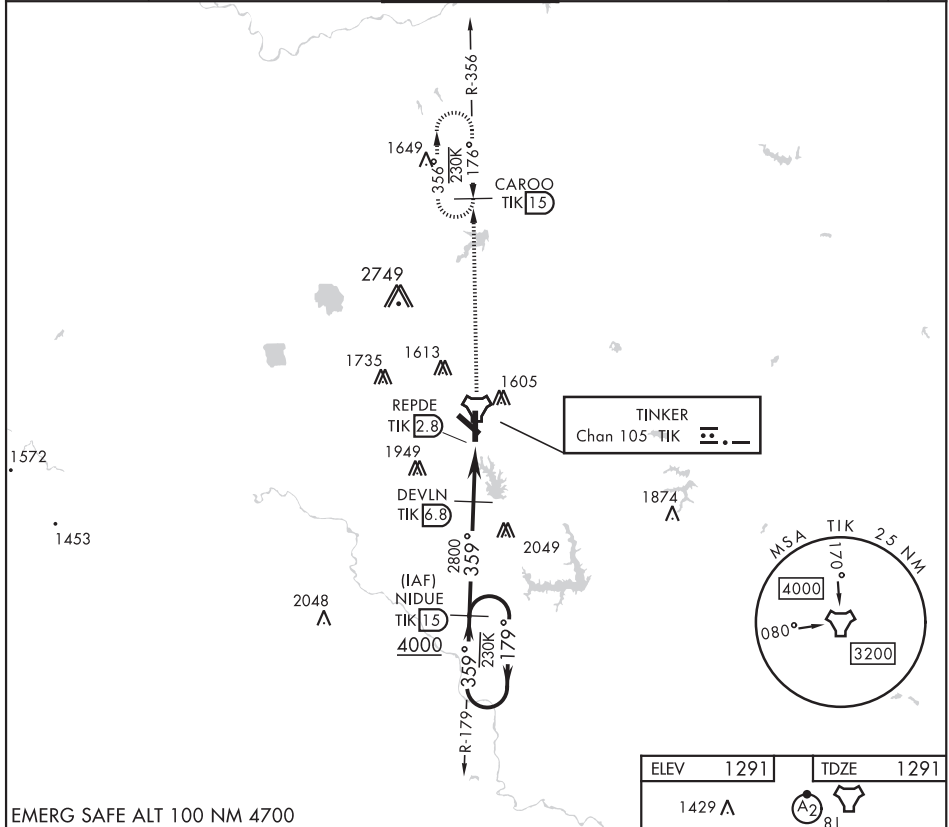 R-356
1649
356°
230K
176°
CAROO
TIK 15
2749
1735
1613
1605
REPDE
TIK 2.8
TINKER
Chan 105 TIK
1949
1572
DEVLN
TIK 6.8
1874
1453
2049
2800
359°
MSA TIK 25 NM
170°
4000
080°
3200
(IAF)
NIDUE
TIK 15
4000
2048
359°
230K
179°
R-179
ELEV 1291
TDZE 1291
1429
A2
81
EMERG SAFE ALT 100 NM 4700